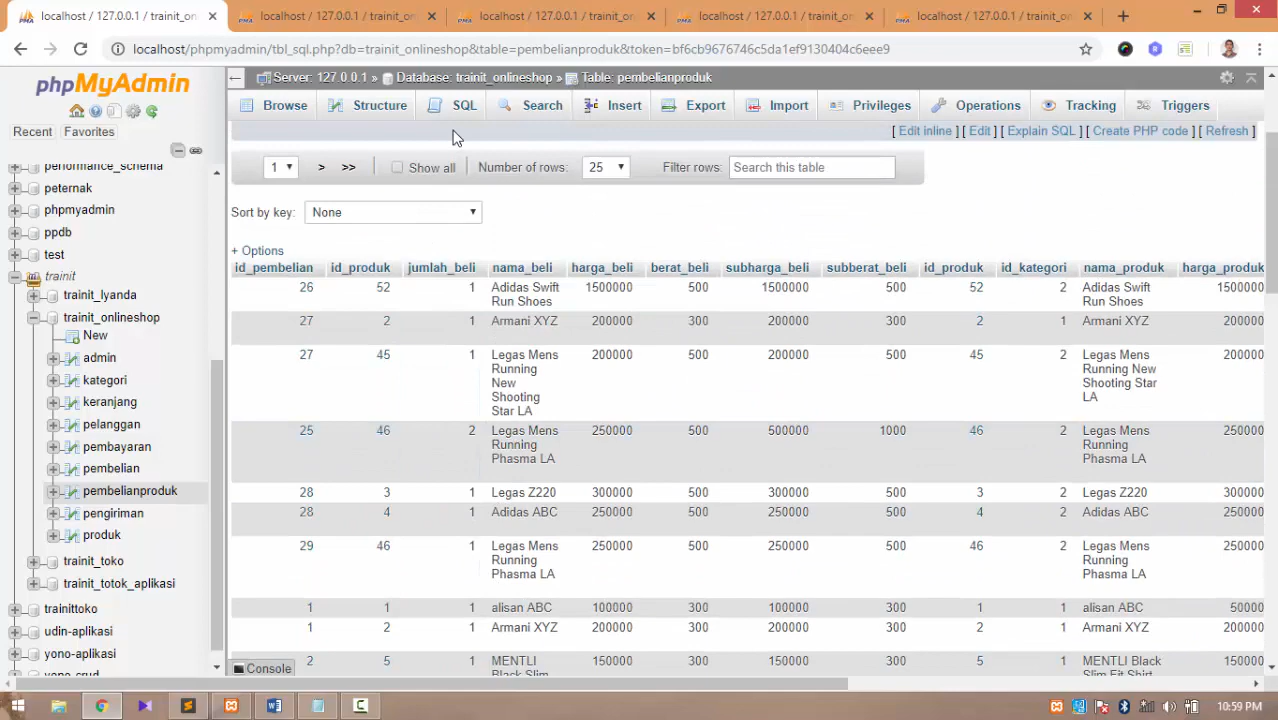 localhost / 127.0.0.1 / trainit_on × localhost / 127.0.0.1 / trainit_on × localhost / 127.0.0.1 / trainit_on × localhost / 127.0.0.1 / trainit_on × localhost / 127.0.0.1 / trainit_on × +
localhost/phpmyadmin/tbl_sql.php?db=trainit_onlineshop&table=pembelianproduk&token=bf6cb9676746c5da1ef9130404c6eee9
phpMyAdmin
Recent Favorites
performance_schema
peternak
phpmyadmin
ppdb
test
trainit
trainit_lyanda
trainit_onlineshop
New
admin
kategori
keranjang
pelanggan
pembayaran
pembelian
pembelianproduk
pengiriman
produk
trainit_toko
trainit_totok_aplikasi
trainittoko
udin-aplikasi
yono-aplikasi
yono-crud
Server: 127.0.0.1 » Database: trainit_onlineshop » Table: pembelianproduk
Browse Structure SQL Search Insert Export Import Privileges Operations Tracking Triggers
[ Edit inline ] [ Edit ] [ Explain SQL ] [ Create PHP code ] [ Refresh ]
1 > >> Show all Number of rows: 25 Filter rows: Search this table
Sort by key: None
+ Options
id_pembelian id_produk jumlah_beli nama_beli harga_beli berat_beli subharga_beli subberat_beli id_produk id_kategori nama_produk harga_produk
26 52 1 Adidas Swift 1500000 500 1500000 500 52 2 Adidas Swift 1500000
Run Shoes Run Shoes
27 2 1 Armani XYZ 200000 300 200000 300 2 1 Armani XYZ 200000
27 45 1 Legas Mens 200000 500 200000 500 45 2 Legas Mens 200000
Running Running New
New Shooting Star
Shooting LA
Star LA
25 46 2 Legas Mens 250000 500 500000 1000 46 2 Legas Mens 250000
Running Running
Phasma LA Phasma LA
28 3 1 Legas Z220 300000 500 300000 500 3 2 Legas Z220 300000
28 4 1 Adidas ABC 250000 500 250000 500 4 2 Adidas ABC 250000
29 46 1 Legas Mens 250000 500 250000 500 46 2 Legas Mens 250000
Running Running
Phasma LA Phasma LA
1 1 1 alisan ABC 100000 300 100000 300 1 1 alisan ABC 50000
1 2 1 Armani XYZ 200000 300 200000 300 2 1 Armani XYZ 200000
2 5 1 MENTLI 150000 300 150000 300 5 1 MENTLI Black 150000
Black Slim Slim Fit Shirt
Console
10:59 PM